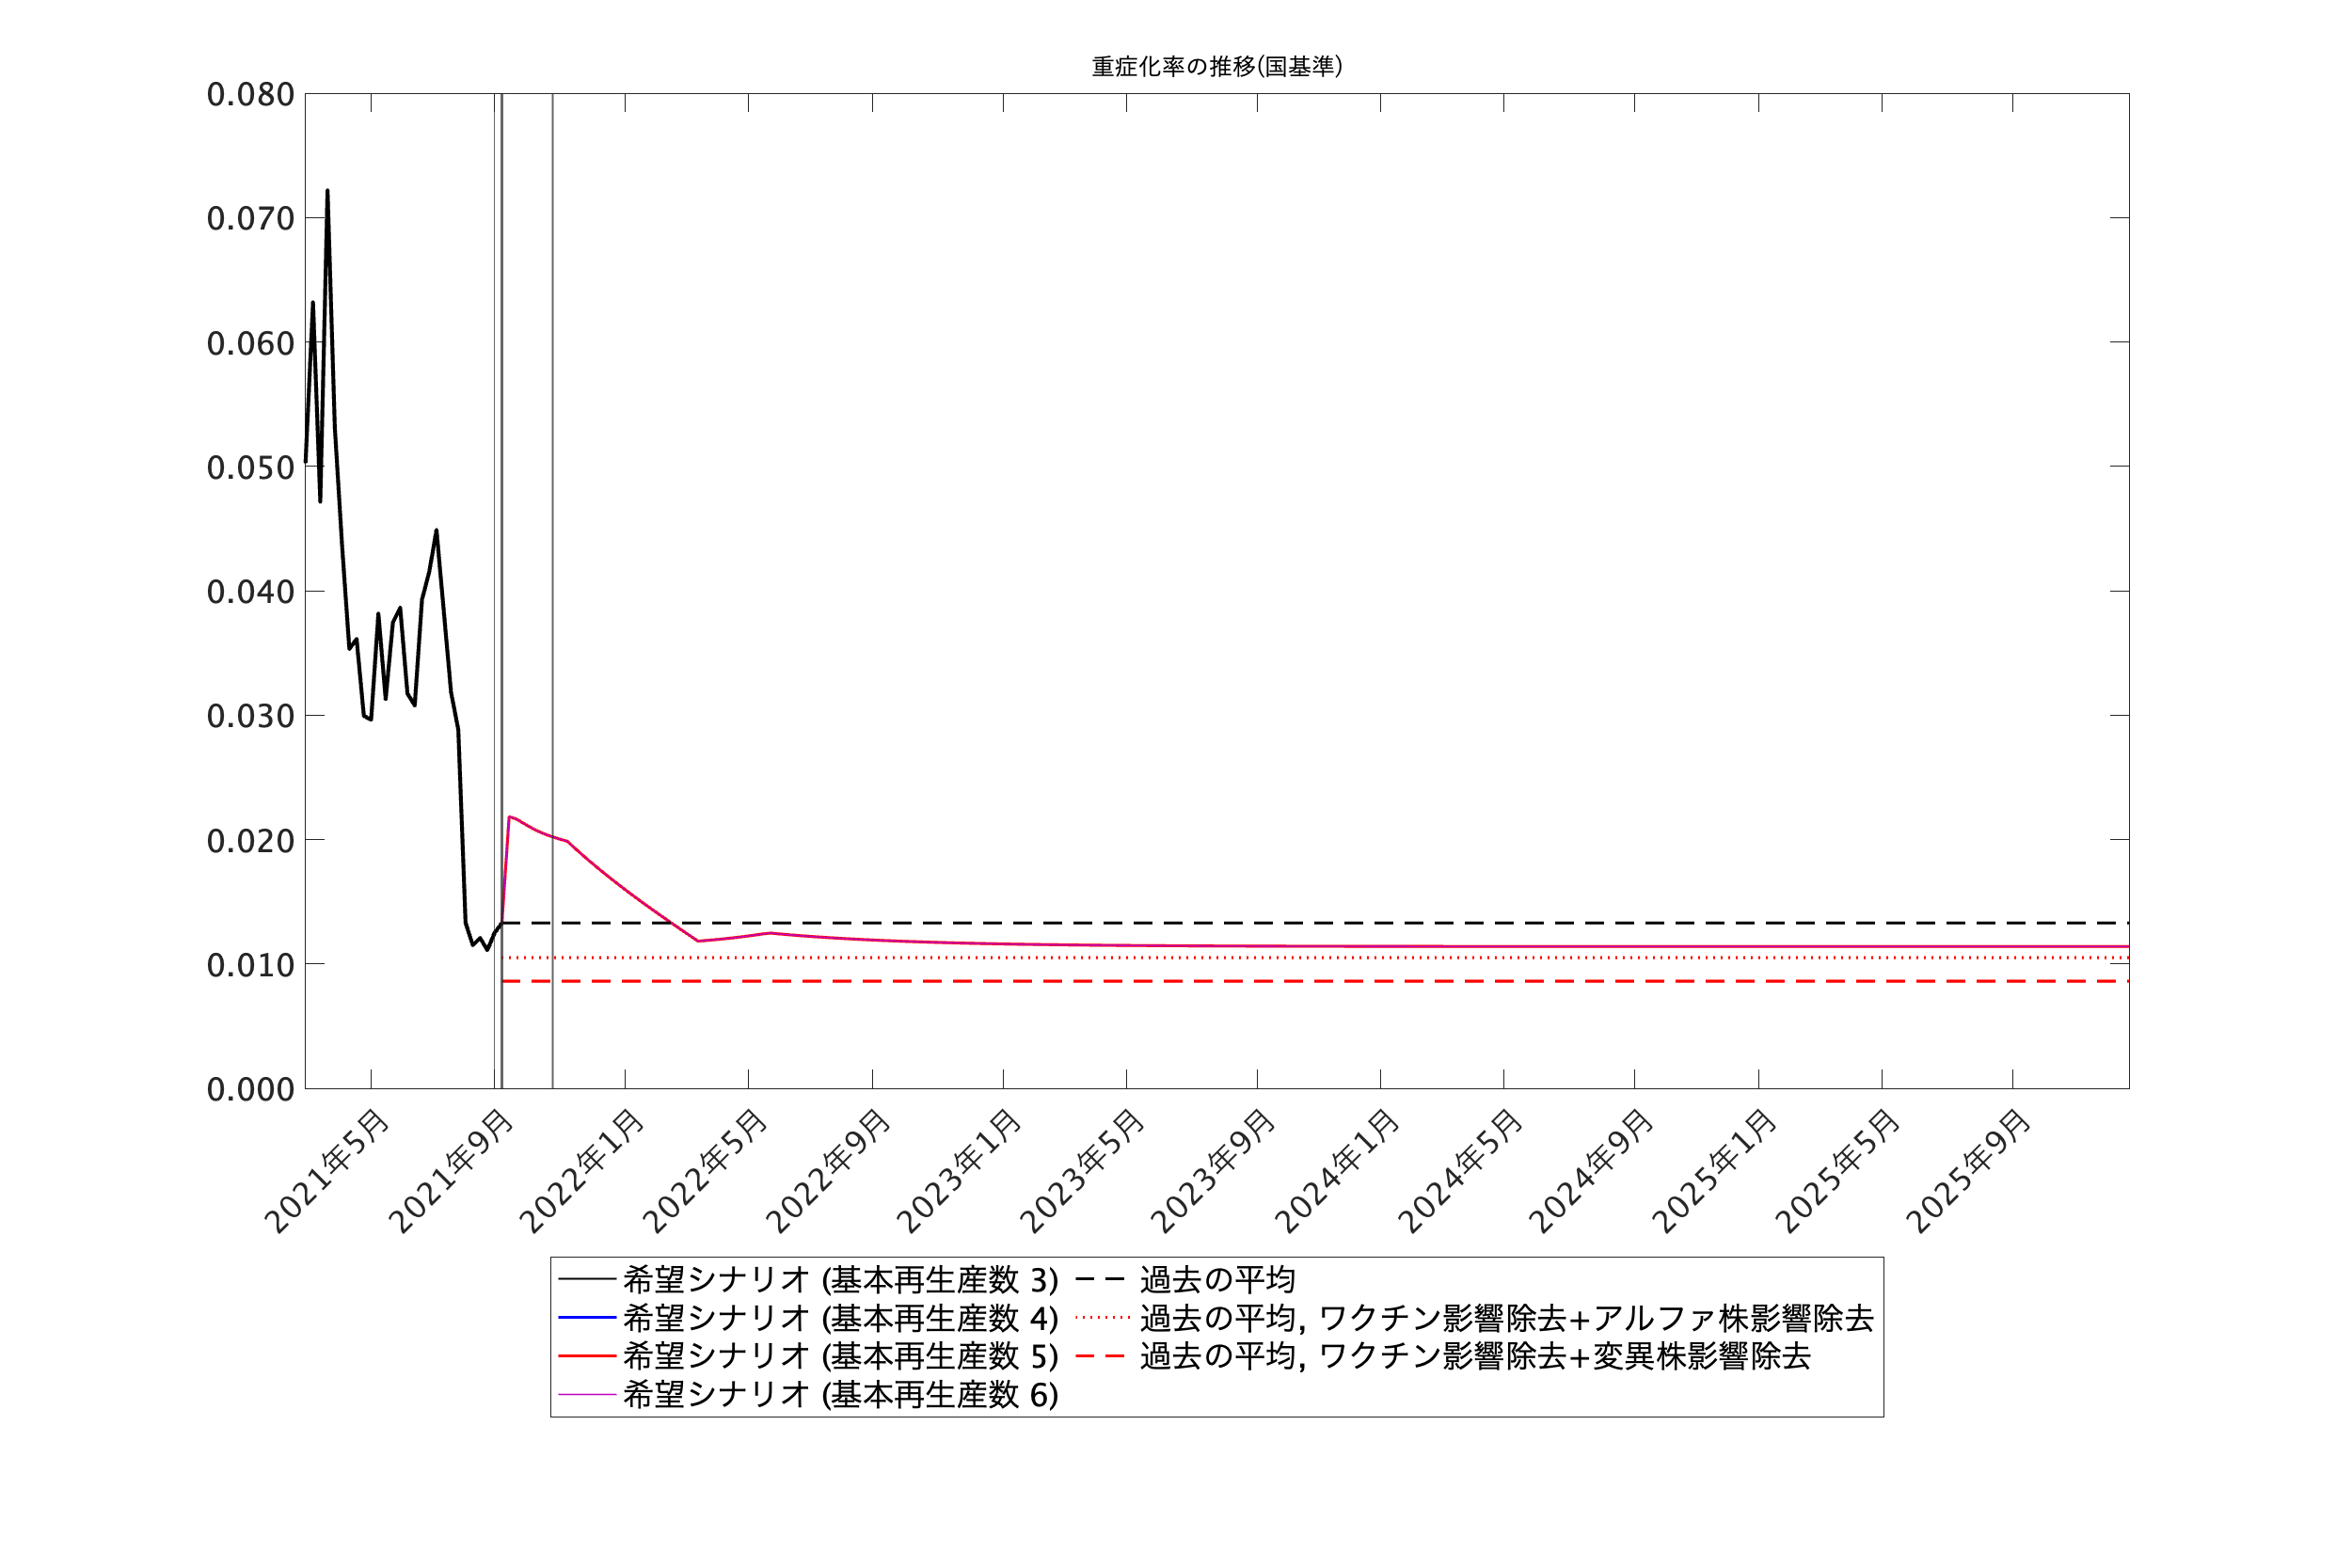 重症化率の推移(国基準)
0.080
0.070
0.060
0.050
0.040
0.030
0.020
0.010
0.000
2021年5月
2021年9月
2022年1月
2022年5月
2022年9月
2023年1月
2023年5月
2023年9月
2024年1月
2024年5月
2024年9月
2025年1月
2025年5月
2025年9月
希望シナリオ (基本再生産数 3)
希望シナリオ (基本再生産数 4)
希望シナリオ (基本再生産数 5)
希望シナリオ (基本再生産数 6)
過去の平均
過去の平均, ワクチン影響除去+アルファ株影響除去
過去の平均, ワクチン影響除去+変異株影響除去